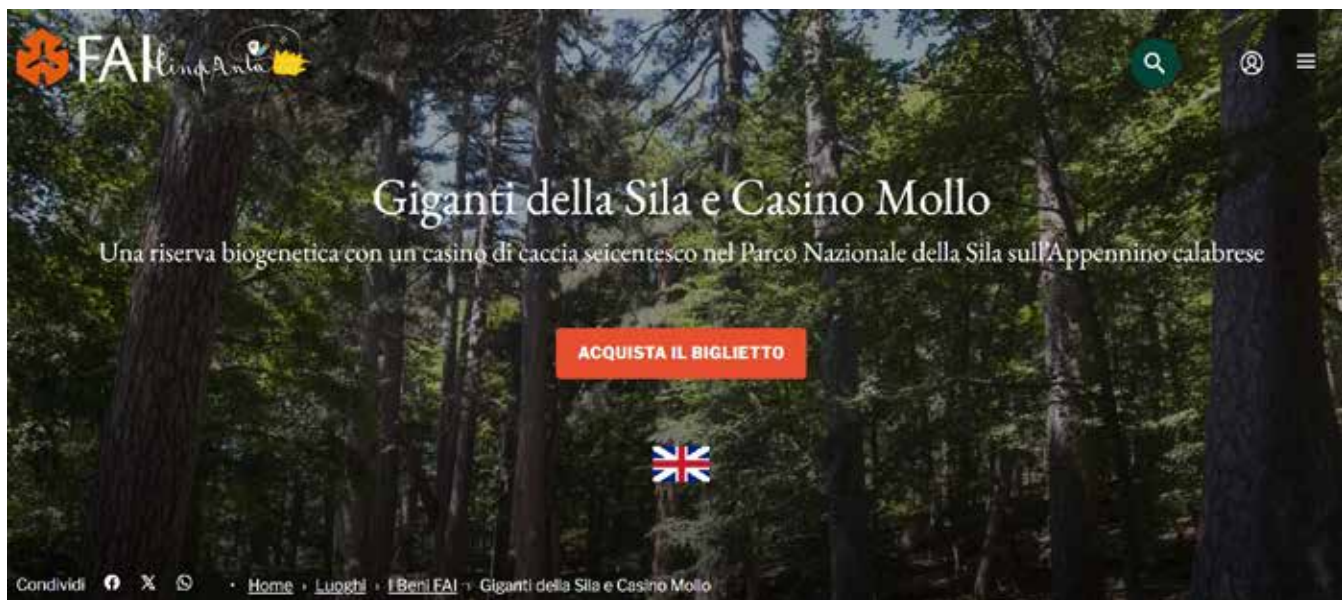 FAI cinquanta
Giganti della Sila e Casino Mollo
Una riserva biogenetica con un casino di caccia seicentesco nel Parco Nazionale della Sila sull'Appennino calabrese
ACQUISTA IL BIGLIETTO
Condividi • Home › Luoghi › I Beni FAI › Giganti della Sila e Casino Mollo